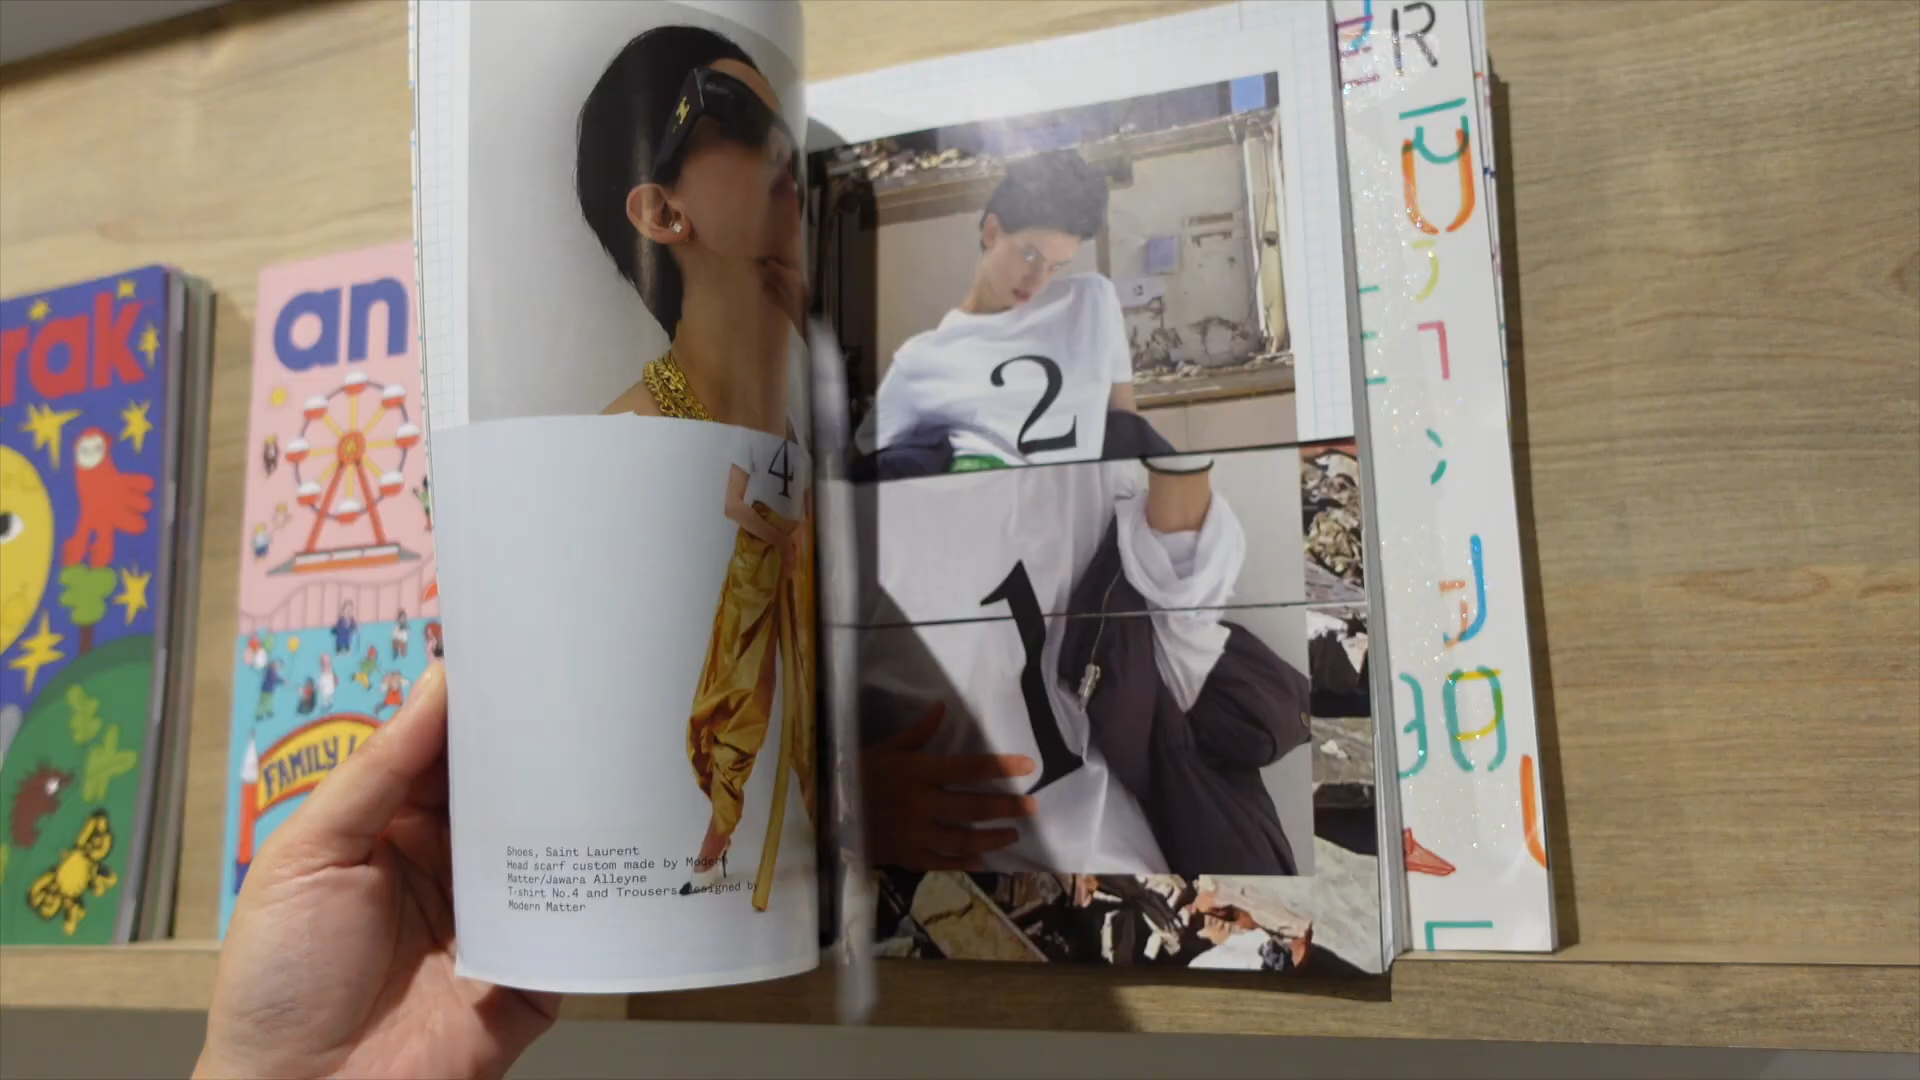 rak
an
FAMILY
4
2
1
Shoes, Saint Laurent
Head scarf custom made by Modern
Matter/Jawara Alleyne
T-shirt No.4 and Trousers designed by
Modern Matter
ER